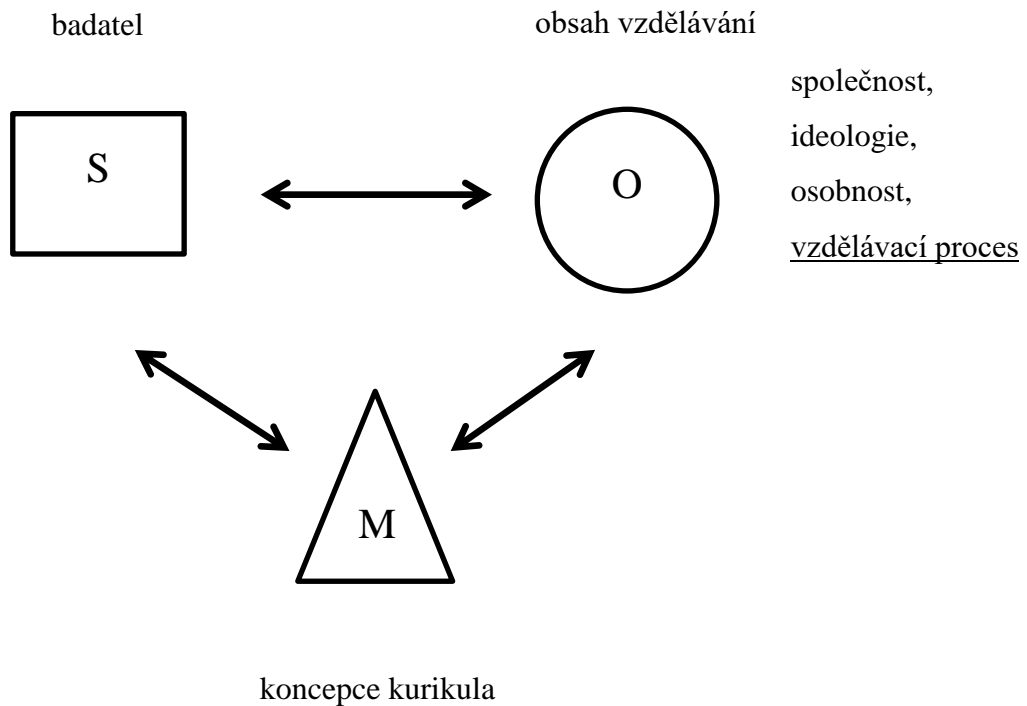 badatel
obsah vzdělávání
společnost,
ideologie,
osobnost,
vzdělávací proces
S
O
M
koncepce kurikula